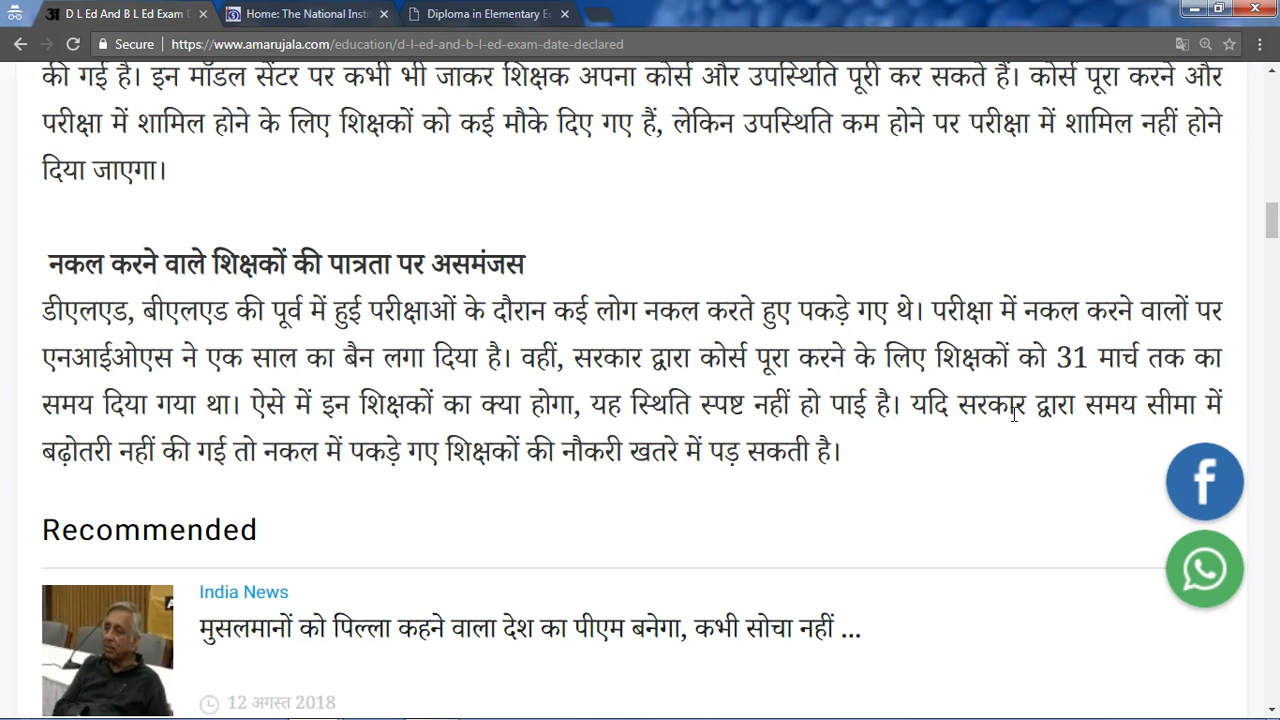 D L Ed And B L Ed Exam
Home: The National Insti
Diploma in Elementary E
Secure
https://www.amarujala.com/education/d-l-ed-and-b-l-ed-exam-date-declared
की गई है। इन मॉडल सेंटर पर कभी भी जाकर शिक्षक अपना कोर्स और उपस्थिति पूरी कर सकते हैं। कोर्स पूरा करने और
परीक्षा में शामिल होने के लिए शिक्षकों को कई मौके दिए गए हैं, लेकिन उपस्थिति कम होने पर परीक्षा में शामिल नहीं होने
दिया जाएगा।
नकल करने वाले शिक्षकों की पात्रता पर असमंजस
डीएलएड, बीएलएड की पूर्व में हुई परीक्षाओं के दौरान कई लोग नकल करते हुए पकड़े गए थे। परीक्षा में नकल करने वालों पर
एनआईओएस ने एक साल का बैन लगा दिया है। वहीं, सरकार द्वारा कोर्स पूरा करने के लिए शिक्षकों को 31 मार्च तक का
समय दिया गया था। ऐसे में इन शिक्षकों का क्या होगा, यह स्थिति स्पष्ट नहीं हो पाई है। यदि सरकार द्वारा समय सीमा में
बढ़ोतरी नहीं की गई तो नकल में पकड़े गए शिक्षकों की नौकरी खतरे में पड़ सकती है।
Recommended
India News
मुसलमानों को पिल्ला कहने वाला देश का पीएम बनेगा, कभी सोचा नहीं ...
12 अगस्त 2018